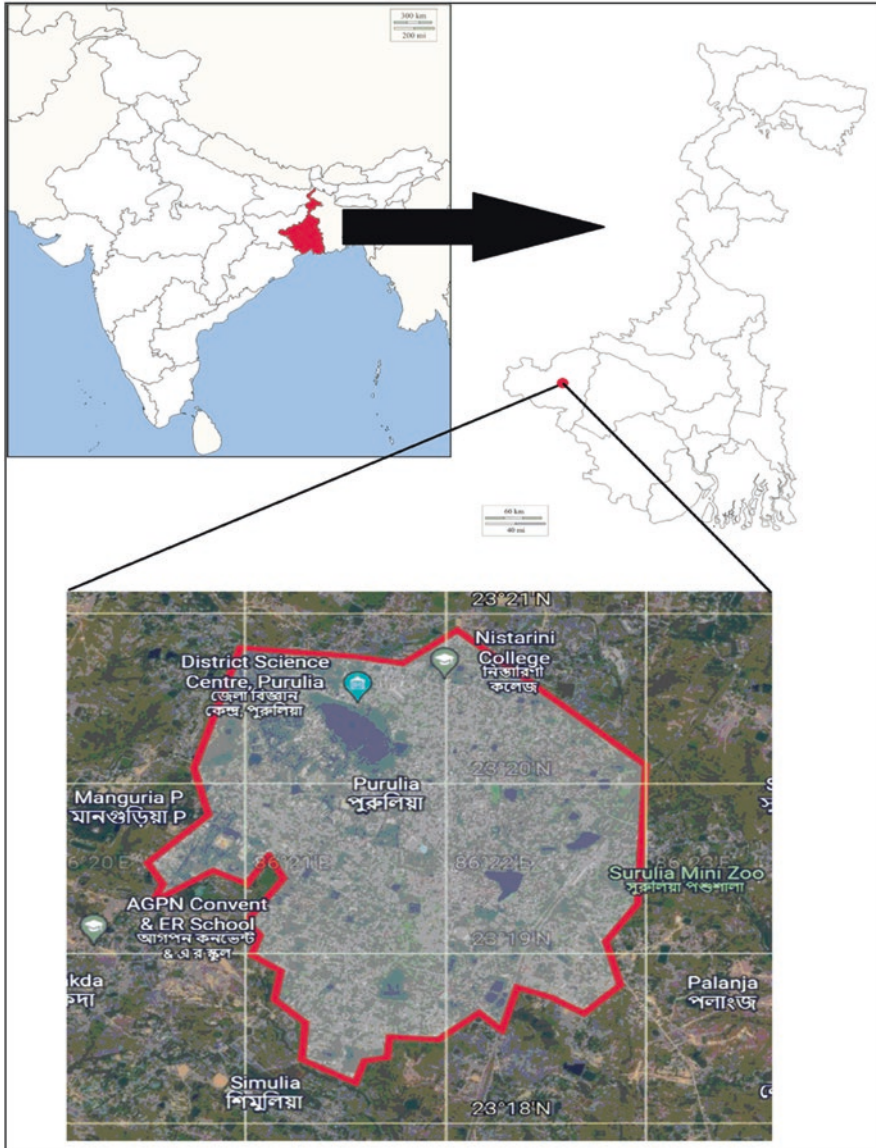 300 km
200 mi
60 km
40 mi
23°21'N
Nistarini
College
নিস্তারিণী
কলেজ
District Science
Centre, Purulia
জেলা বিজ্ঞান
কেন্দ্র, পুরুলিয়া
23°20'N
Purulia
পুরুলিয়া
Manguria P
মানগুড়িয়া P
86°21'E
86°22'E
86°23'E
Surulia Mini Zoo
সুরুলিয়া পশুশালা
AGPN Convent
& ER School
আগপন কনভেন্ট
& এ র স্কুল
23°19'N
Palanja
পলাংজ
Simulia
শিমুলিয়া
23°18'N